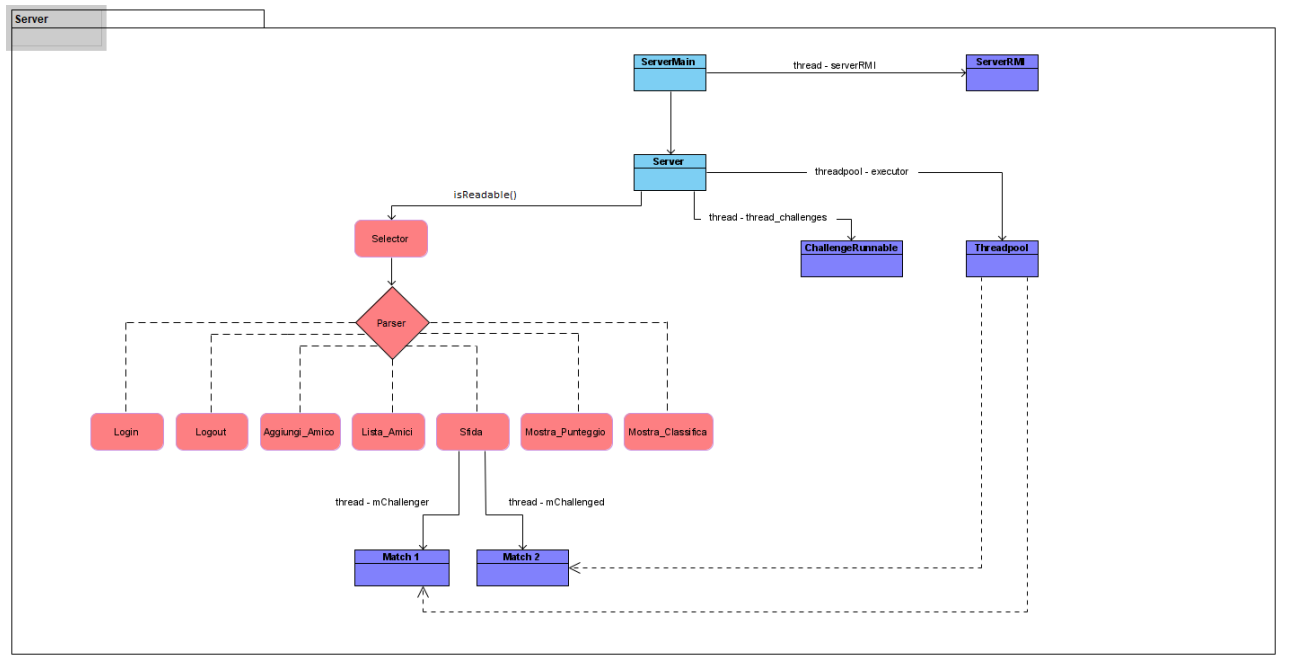 Server
ServerMain
thread - serverRMI
ServerRMI
Server
threadpool - executor
isReadable()
thread - thread_challenges
Selector
ChallengeRunnable
Threadpool
Parser
Login
Logout
Aggiungi_Amico
Lista_Amici
Sfida
Mostra_Punteggio
Mostra_Classifica
thread - mChallenger
thread - mChallenged
Match 1
Match 2